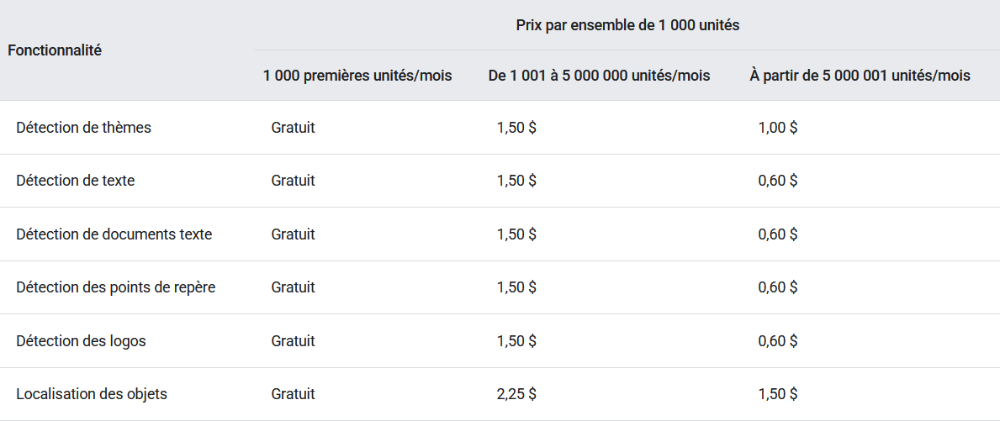 Prix par ensemble de 1 000 unités
Fonctionnalité
1 000 premières unités/mois De 1 001 à 5 000 000 unités/mois À partir de 5 000 001 unités/mois
Détection de thèmes Gratuit 1,50 $ 1,00 $
Détection de texte Gratuit 1,50 $ 0,60 $
Détection de documents texte Gratuit 1,50 $ 0,60 $
Détection des points de repère Gratuit 1,50 $ 0,60 $
Détection des logos Gratuit 1,50 $ 0,60 $
Localisation des objets Gratuit 2,25 $ 1,50 $